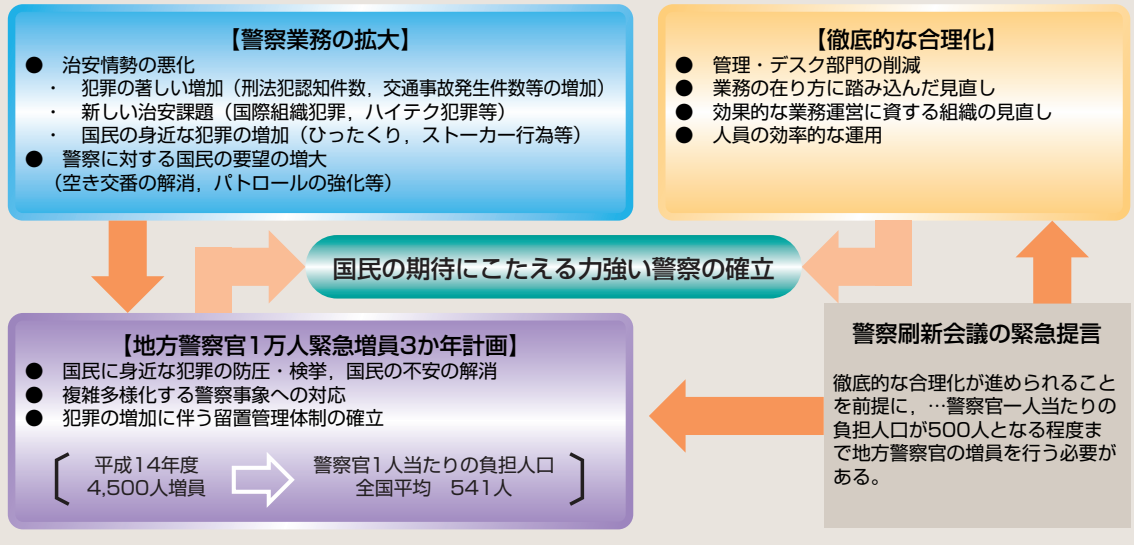 【警察業務の拡大】
● 治安情勢の悪化
・ 犯罪の著しい増加（刑法犯認知件数，交通事故発生件数等の増加）
・ 新しい治安課題（国際組織犯罪，ハイテク犯罪等）
・ 国民の身近な犯罪の増加（ひったくり，ストーカー行為等）
● 警察に対する国民の要望の増大
（空き交番の解消，パトロールの強化等）
【徹底的な合理化】
● 管理・デスク部門の削減
● 業務の在り方に踏み込んだ見直し
● 効果的な業務運営に資する組織の見直し
● 人員の効率的な運用
国民の期待にこたえる力強い警察の確立
【地方警察官1万人緊急増員3か年計画】
● 国民に身近な犯罪の防圧・検挙，国民の不安の解消
● 複雑多様化する警察事象への対応
● 犯罪の増加に伴う留置管理体制の確立
平成14年度
4,500人増員
警察官1人当たりの負担人口
全国平均 541人
警察刷新会議の緊急提言
徹底的な合理化が進められること
を前提に，…警察官一人当たりの
負担人口が500人となる程度ま
で地方警察官の増員を行う必要が
ある。